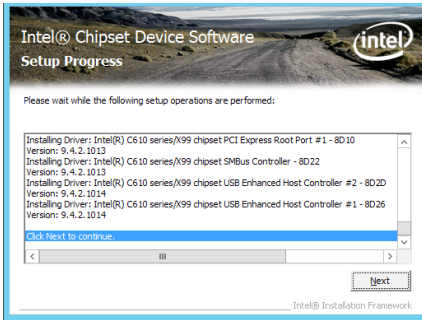 Intel® Chipset Device Software
Setup Progress
intel
Please wait while the following setup operations are performed:
Installing Driver: Intel(R) C610 series/X99 chipset PCI Express Root Port #1 - 8D10
Version: 9.4.2.1013
Installing Driver: Intel(R) C610 series/X99 chipset SMBus Controller - 8D22
Version: 9.4.2.1013
Installing Driver: Intel(R) C610 series/X99 chipset USB Enhanced Host Controller #2 - 8D2D
Version: 9.4.2.1014
Installing Driver: Intel(R) C610 series/X99 chipset USB Enhanced Host Controller #1 - 8D26
Version: 9.4.2.1014
Click Next to continue.
Next
Intel® Installation Framework